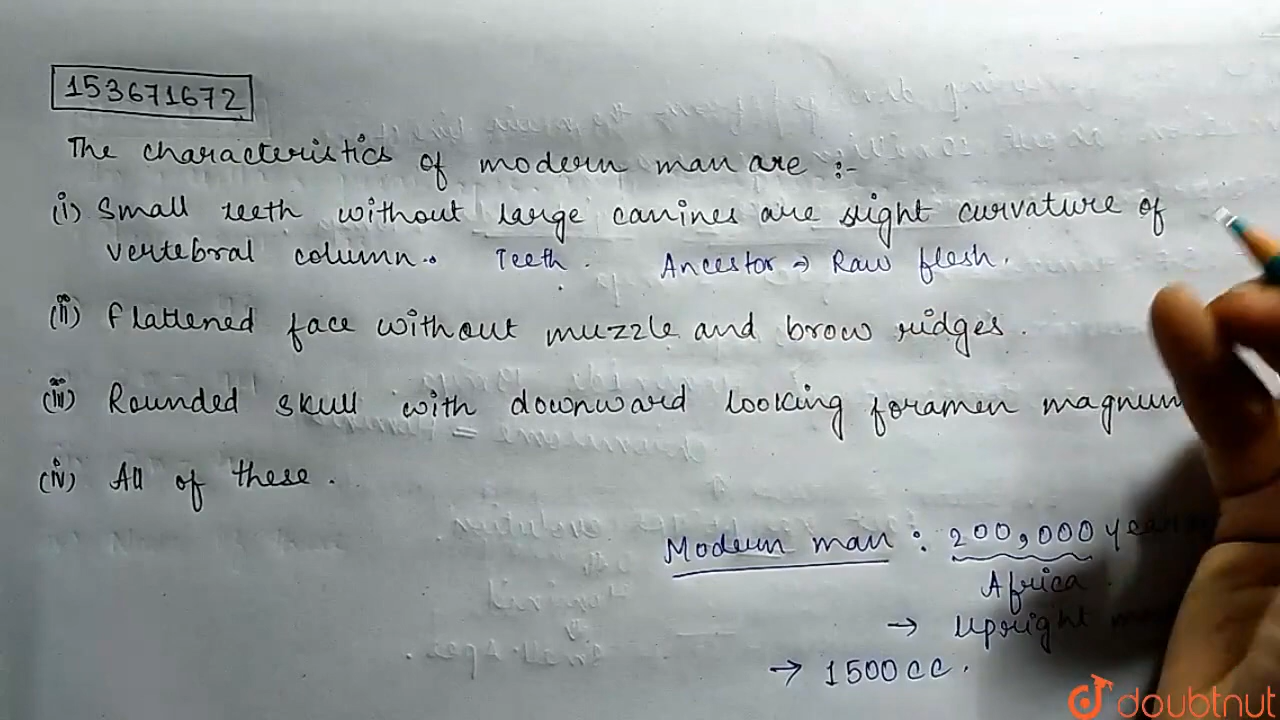 153671672
The characteristics of modern man are :-
(i) Small teeth without large canines are slight curvature of
vertebral column. Teeth. Ancestor → Raw flesh.
(ii) Flattened face without muzzle and brow ridges.
(iii) Rounded skull with downward looking foramen magnum
(iv) All of these.
Modern man : 200,000 year
Africa
→ Upright
→ 1500 CC.
doubtnut